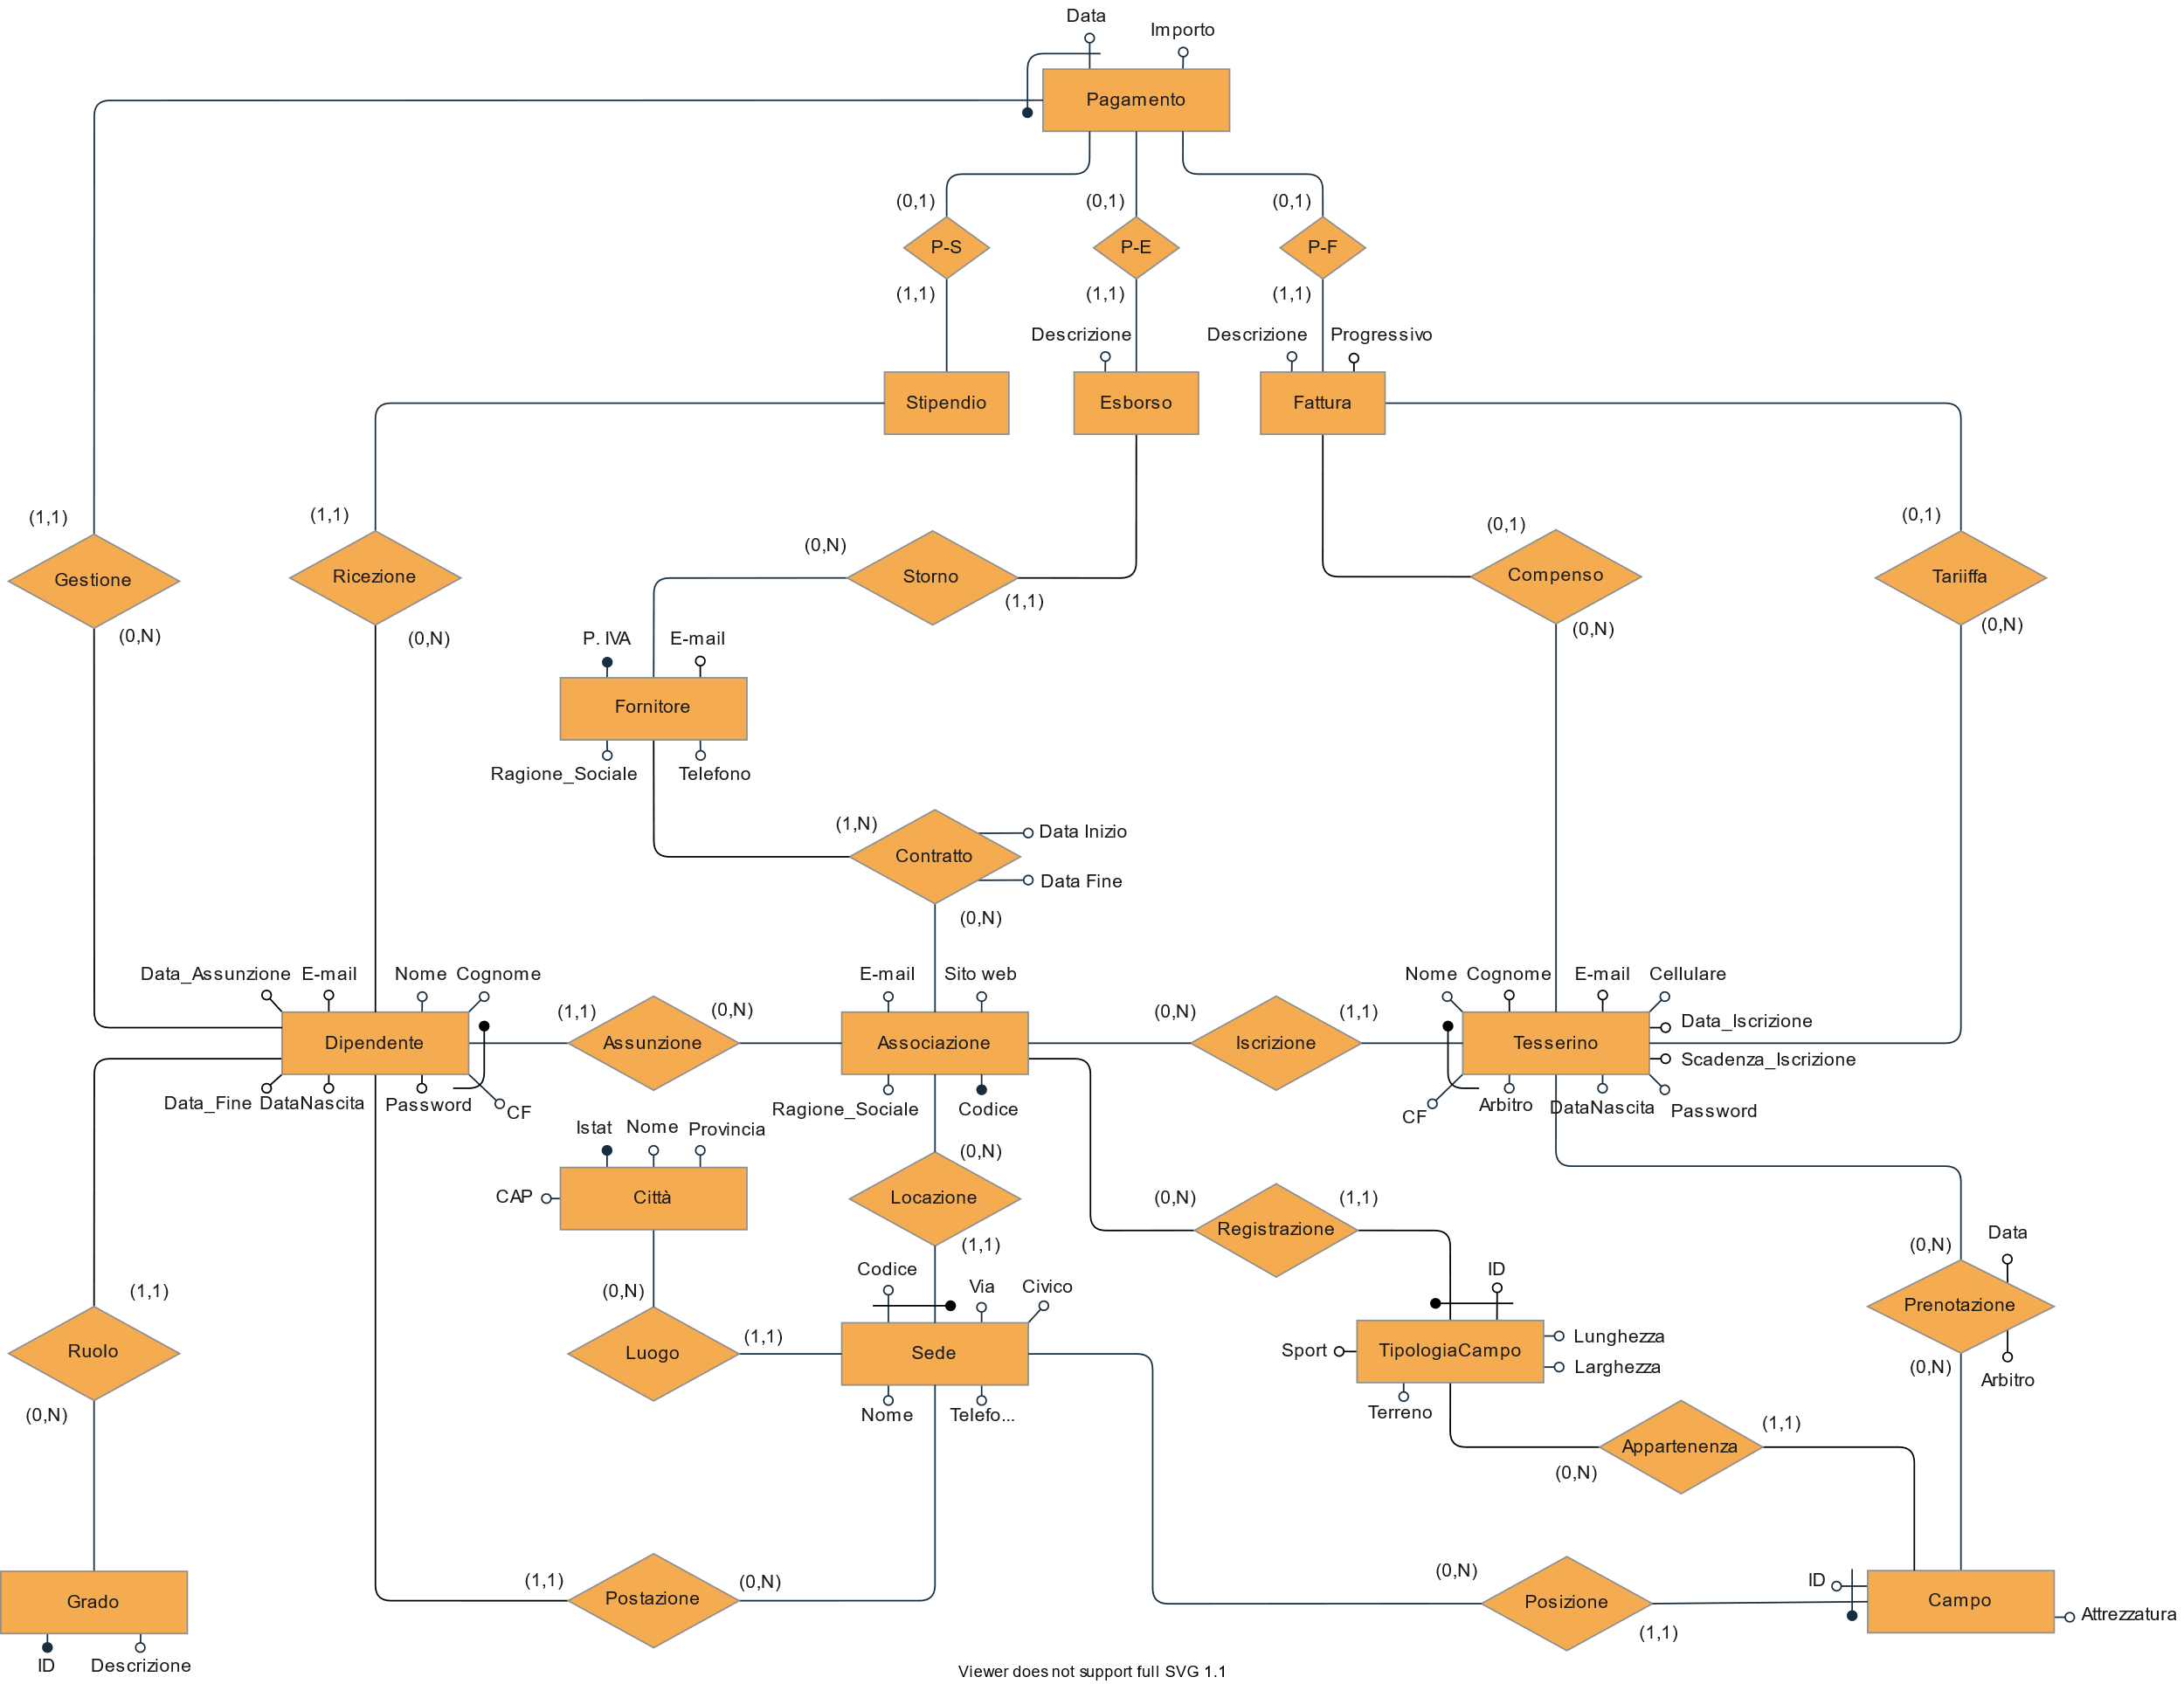 Data
Importo
Pagamento
(0,1)
(0,1)
(0,1)
P-S
P-E
P-F
(1,1)
(1,1)
(1,1)
Descrizione
Descrizione
Progressivo
Stipendio
Esborso
Fattura
(1,1)
(1,1)
(0,N)
(0,1)
(0,1)
Gestione
Ricezione
Storno
Compenso
Tariiffa
(1,1)
(0,N)
(0,N)
(0,N)
(0,N)
P. IVA
E-mail
Fornitore
Ragione_Sociale
Telefono
(1,N)
Data Inizio
Contratto
Data Fine
(0,N)
Data_Assunzione
E-mail
Nome
Cognome
E-mail
Sito web
Nome
Cognome
E-mail
Cellulare
(1,1)
(0,N)
(0,N)
(1,1)
Data_Iscrizione
Dipendente
Assunzione
Associazione
Iscrizione
Tesserino
Scadenza_Iscrizione
Data_Fine
DataNascita
Password
CF
Ragione_Sociale
Codice
CF
Arbitro
DataNascita
Password
Istat
Nome
Provincia
(0,N)
CAP
Città
Locazione
(0,N)
(1,1)
Registrazione
(1,1)
(0,N)
Data
Codice
Via
Civico
ID
(1,1)
(0,N)
Prenotazione
Ruolo
Luogo
(1,1)
Sede
Sport
TipologiaCampo
Lunghezza
Larghezza
(0,N)
Arbitro
(0,N)
Nome
Telefo...
Terreno
(1,1)
Appartenenza
(0,N)
(1,1)
(0,N)
(0,N)
ID
Grado
Postazione
Posizione
Campo
Attrezzatura
(1,1)
ID
Descrizione
Viewer does not support full SVG 1.1